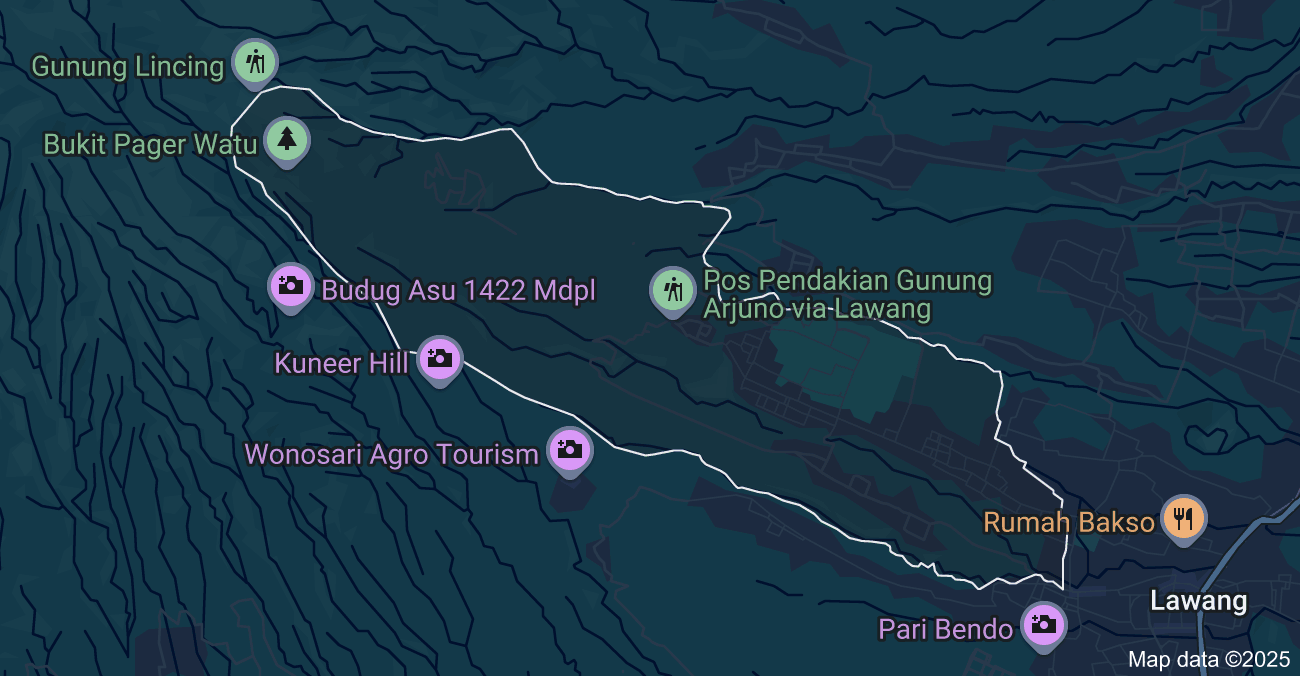 Gunung Lincing
Bukit Pager Watu
Pos Pendakian Gunung
Arjuno via Lawang
Budug Asu 1422 Mdpl
Kuneer Hill
Wonosari Agro Tourism
Rumah Bakso
Lawang
Pari Bendo
Map data ©2025